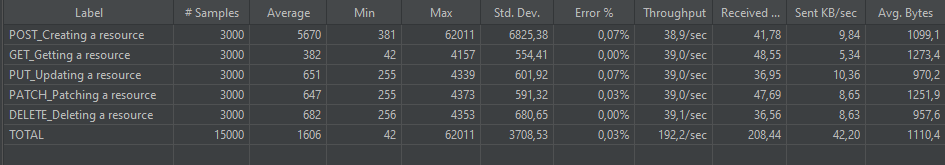 Label # Samples Average Min Max Std. Dev. Error % Throughput Received ... Sent KB/sec Avg. Bytes
POST_Creating a resource 3000 5670 381 62011 6825,38 0,07% 38,9/sec 41,78 9,84 1099,1
GET_Getting a resource 3000 382 42 4157 554,41 0,00% 39,0/sec 48,55 5,34 1273,4
PUT_Updating a resource 3000 651 255 4339 601,92 0,07% 39,0/sec 36,95 10,36 970,2
PATCH_Patching a resource 3000 647 255 4373 591,32 0,03% 39,0/sec 47,69 8,65 1251,9
DELETE_Deleting a resource 3000 682 256 4353 680,65 0,00% 39,1/sec 36,56 8,63 957,6
TOTAL 15000 1606 42 62011 3708,53 0,03% 192,2/sec 208,44 42,20 1110,4